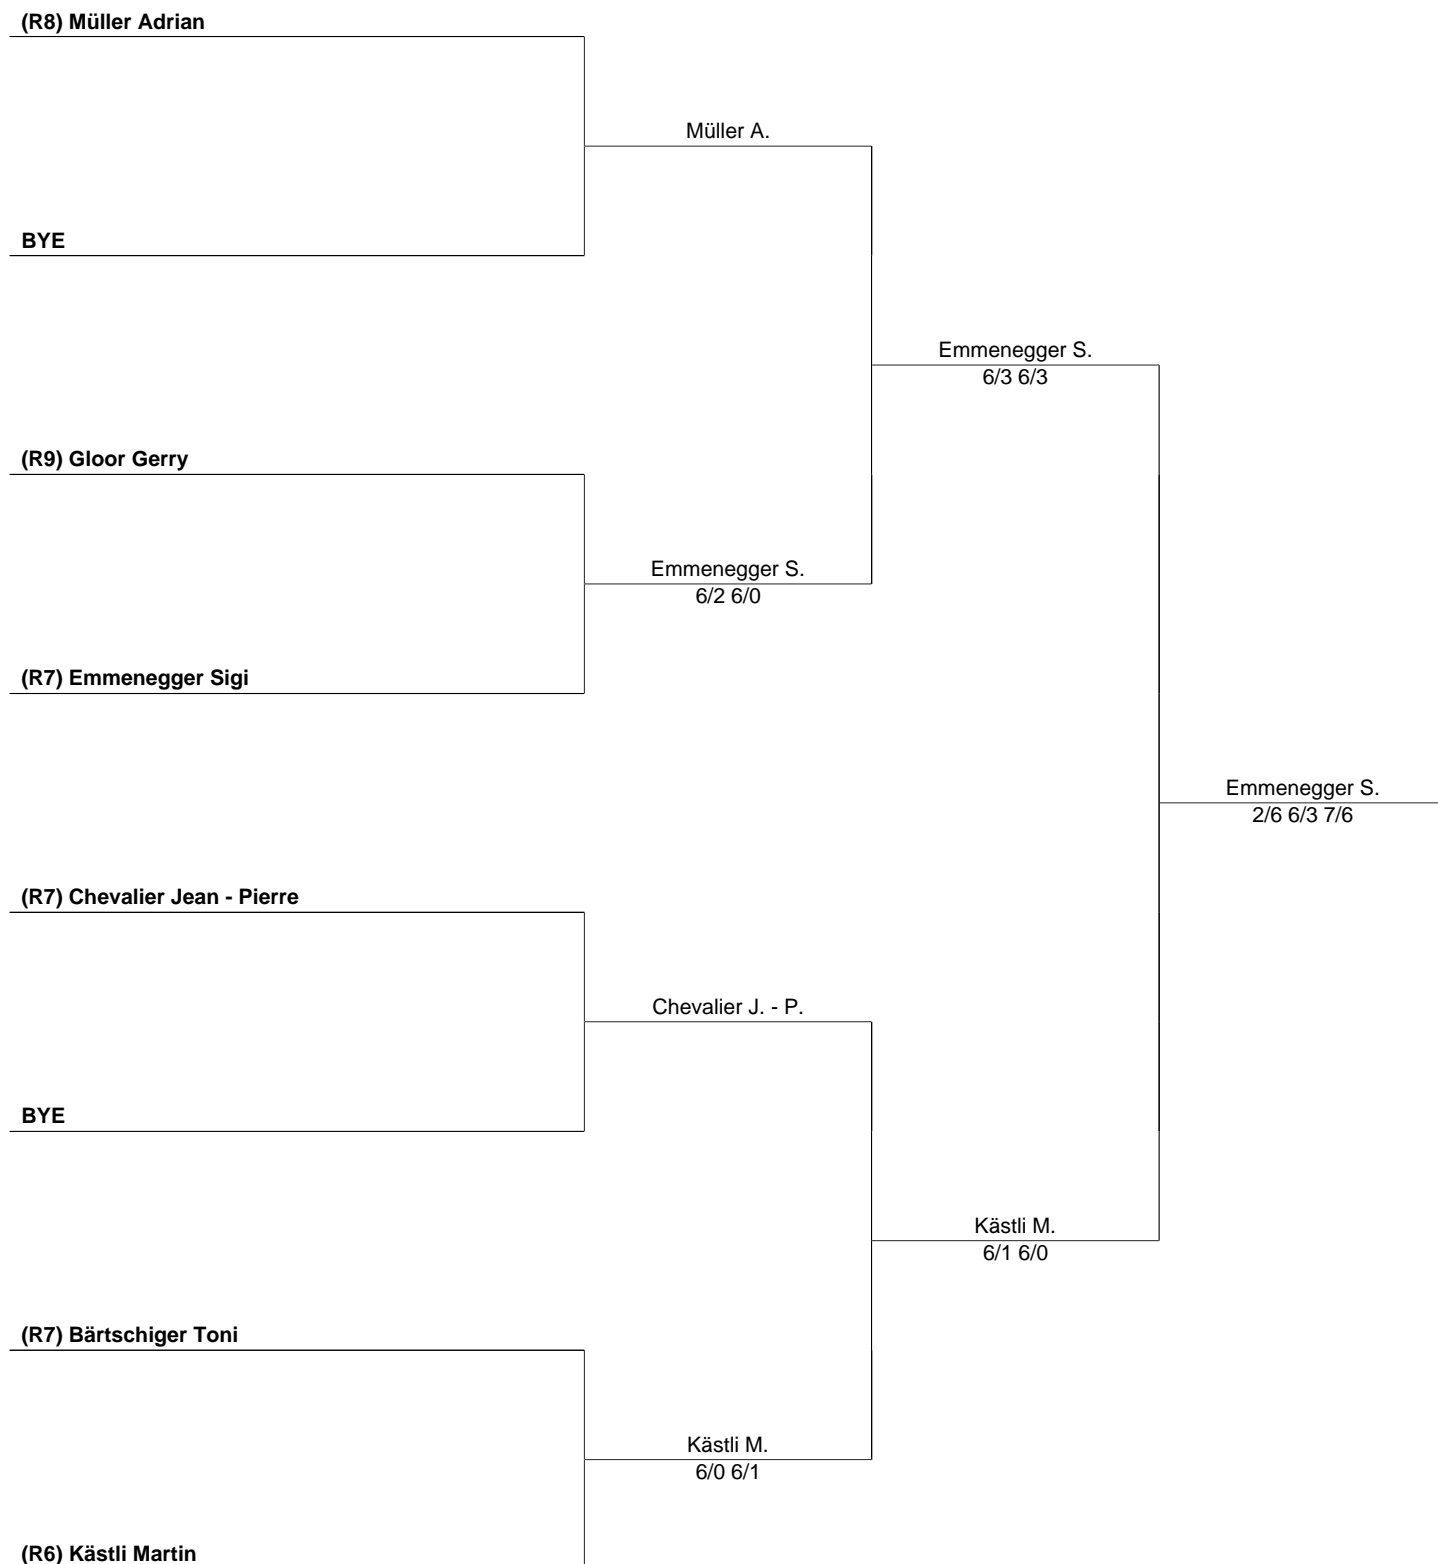 (R8) Müller Adrian
Müller A.
BYE
Emmenegger S.
6/3 6/3
(R9) Gloor Gerry
Emmenegger S.
6/2 6/0
(R7) Emmenegger Sigi
Emmenegger S.
2/6 6/3 7/6
(R7) Chevalier Jean - Pierre
Chevalier J. - P.
BYE
Kästli M.
6/1 6/0
(R7) Bärtschiger Toni
Kästli M.
6/0 6/1
(R6) Kästli Martin